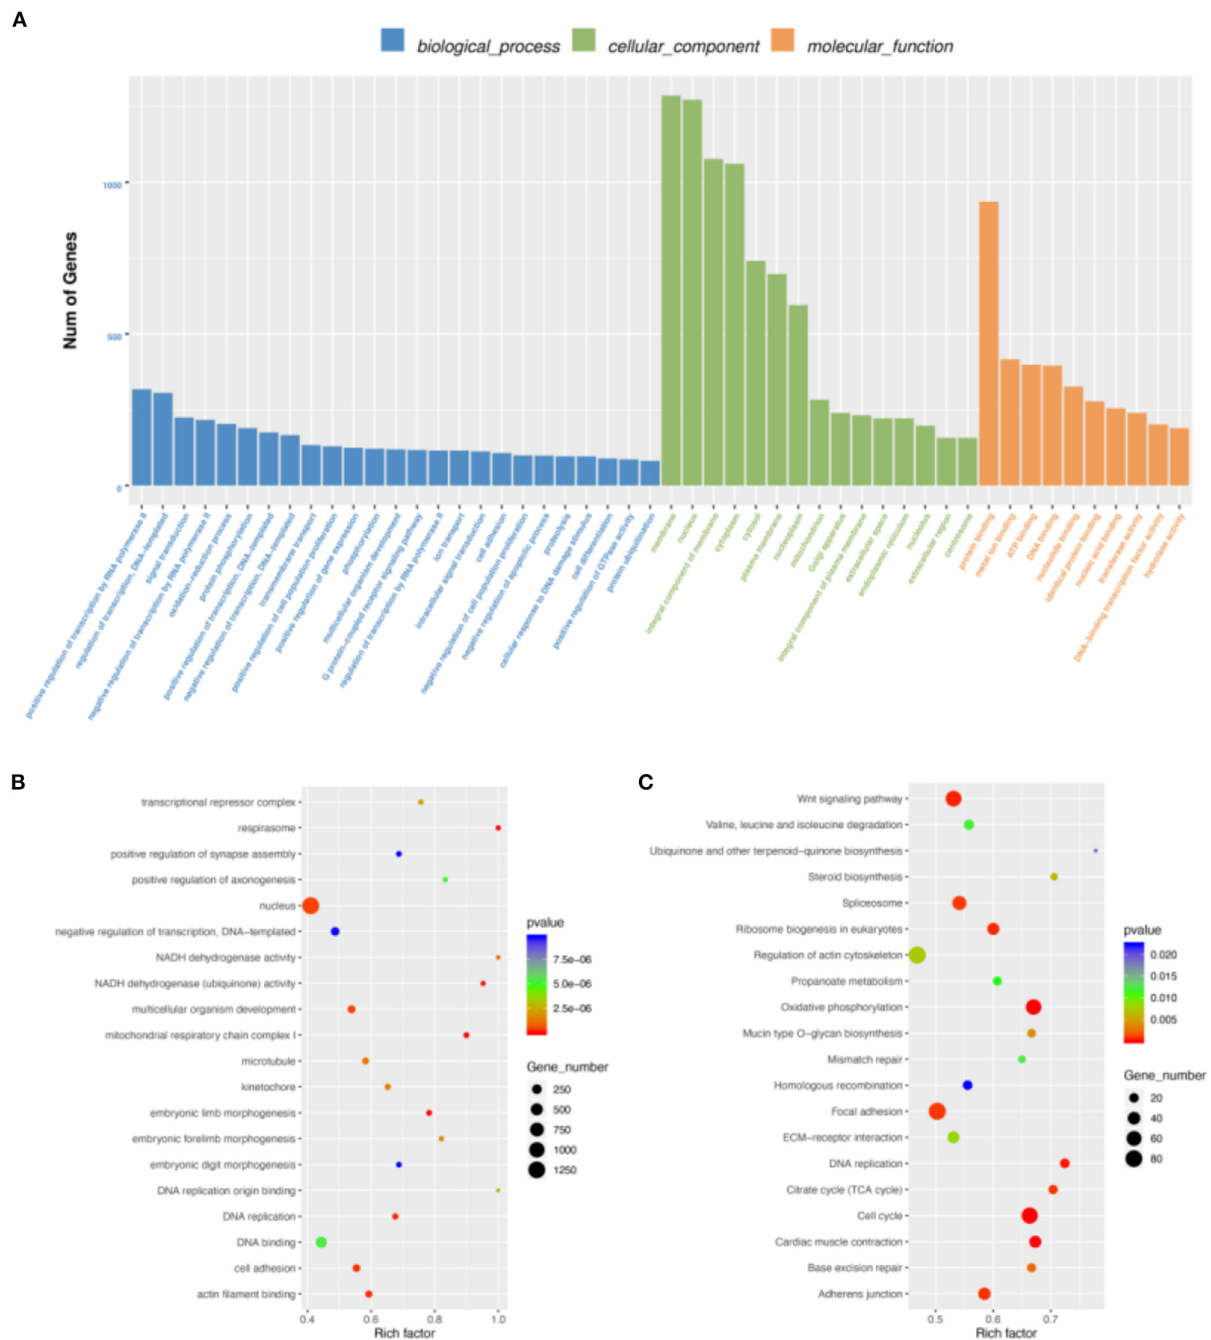 A
biological_process cellular_component molecular_function
Num of Genes
1000
500
0
positive regulation of transcription by RNA polymerase II
regulation of transcription, DNA-templated
signal transduction
negative regulation of transcription by RNA polymerase II
oxidation-reduction process
protein phosphorylation
positive regulation of transcription, DNA-templated
negative regulation of transcription, DNA-templated
transmembrane transport
positive regulation of cell population proliferation
positive regulation of gene expression
phosphorylation
multicellular organism development
G protein-coupled receptor signaling pathway
regulation of transcription by RNA polymerase II
ion transport
intracellular signal transduction
cell adhesion
negative regulation of cell population proliferation
negative regulation of apoptotic process
proteolysis
cellular response to DNA damage stimulus
cell differentiation
positive regulation of GTPase activity
protein ubiquitination
membrane
nucleus
integral component of membrane
cytoplasm
cytosol
plasma membrane
nucleoplasm
mitochondrion
Golgi apparatus
integral component of plasma membrane
extracellular space
endoplasmic reticulum
nucleolus
extracellular region
centrosome
protein binding
metal ion binding
ATP binding
DNA binding
nucleotide binding
identical protein binding
nucleic acid binding
transferase activity
DNA-binding transcription factor activity
hydrolase activity
B
transcriptional repressor complex
respirasome
positive regulation of synapse assembly
positive regulation of axonogenesis
nucleus
negative regulation of transcription, DNA-templated
NADH dehydrogenase activity
NADH dehydrogenase (ubiquinone) activity
multicellular organism development
mitochondrial respiratory chain complex I
microtubule
kinetochore
embryonic limb morphogenesis
embryonic forelimb morphogenesis
embryonic digit morphogenesis
DNA replication origin binding
DNA replication
DNA binding
cell adhesion
actin filament binding
0.4 0.6 0.8 1.0
Rich factor
pvalue
7.5e-06
5.0e-06
2.5e-06
Gene_number
250
500
750
1000
1250
C
Wnt signaling pathway
Valine, leucine and isoleucine degradation
Ubiquinone and other terpenoid-quinone biosynthesis
Steroid biosynthesis
Spliceosome
Ribosome biogenesis in eukaryotes
Regulation of actin cytoskeleton
Propanoate metabolism
Oxidative phosphorylation
Mucin type O-glycan biosynthesis
Mismatch repair
Homologous recombination
Focal adhesion
ECM-receptor interaction
DNA replication
Citrate cycle (TCA cycle)
Cell cycle
Cardiac muscle contraction
Base excision repair
Adherens junction
0.5 0.6 0.7
Rich factor
pvalue
0.020
0.015
0.010
0.005
Gene_number
20
40
60
80